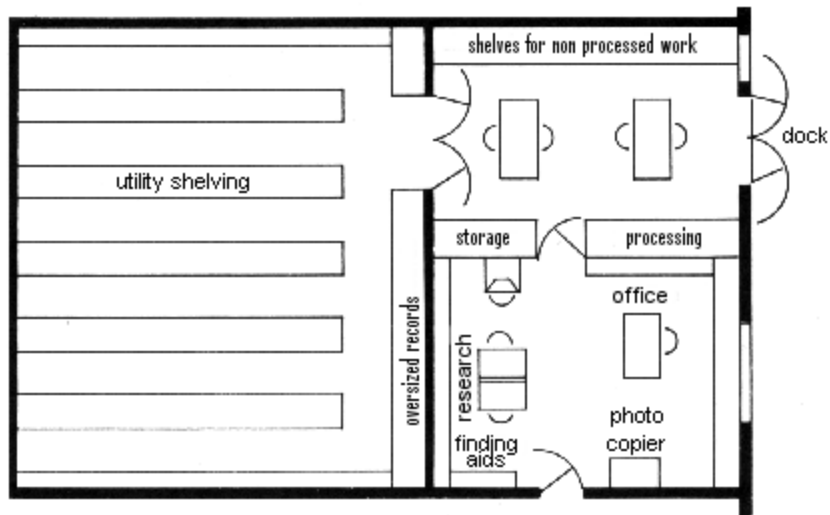 shelves for non processed work
dock
utility shelving
storage
processing
office
oversized records
research
photo
copier
finding
aids